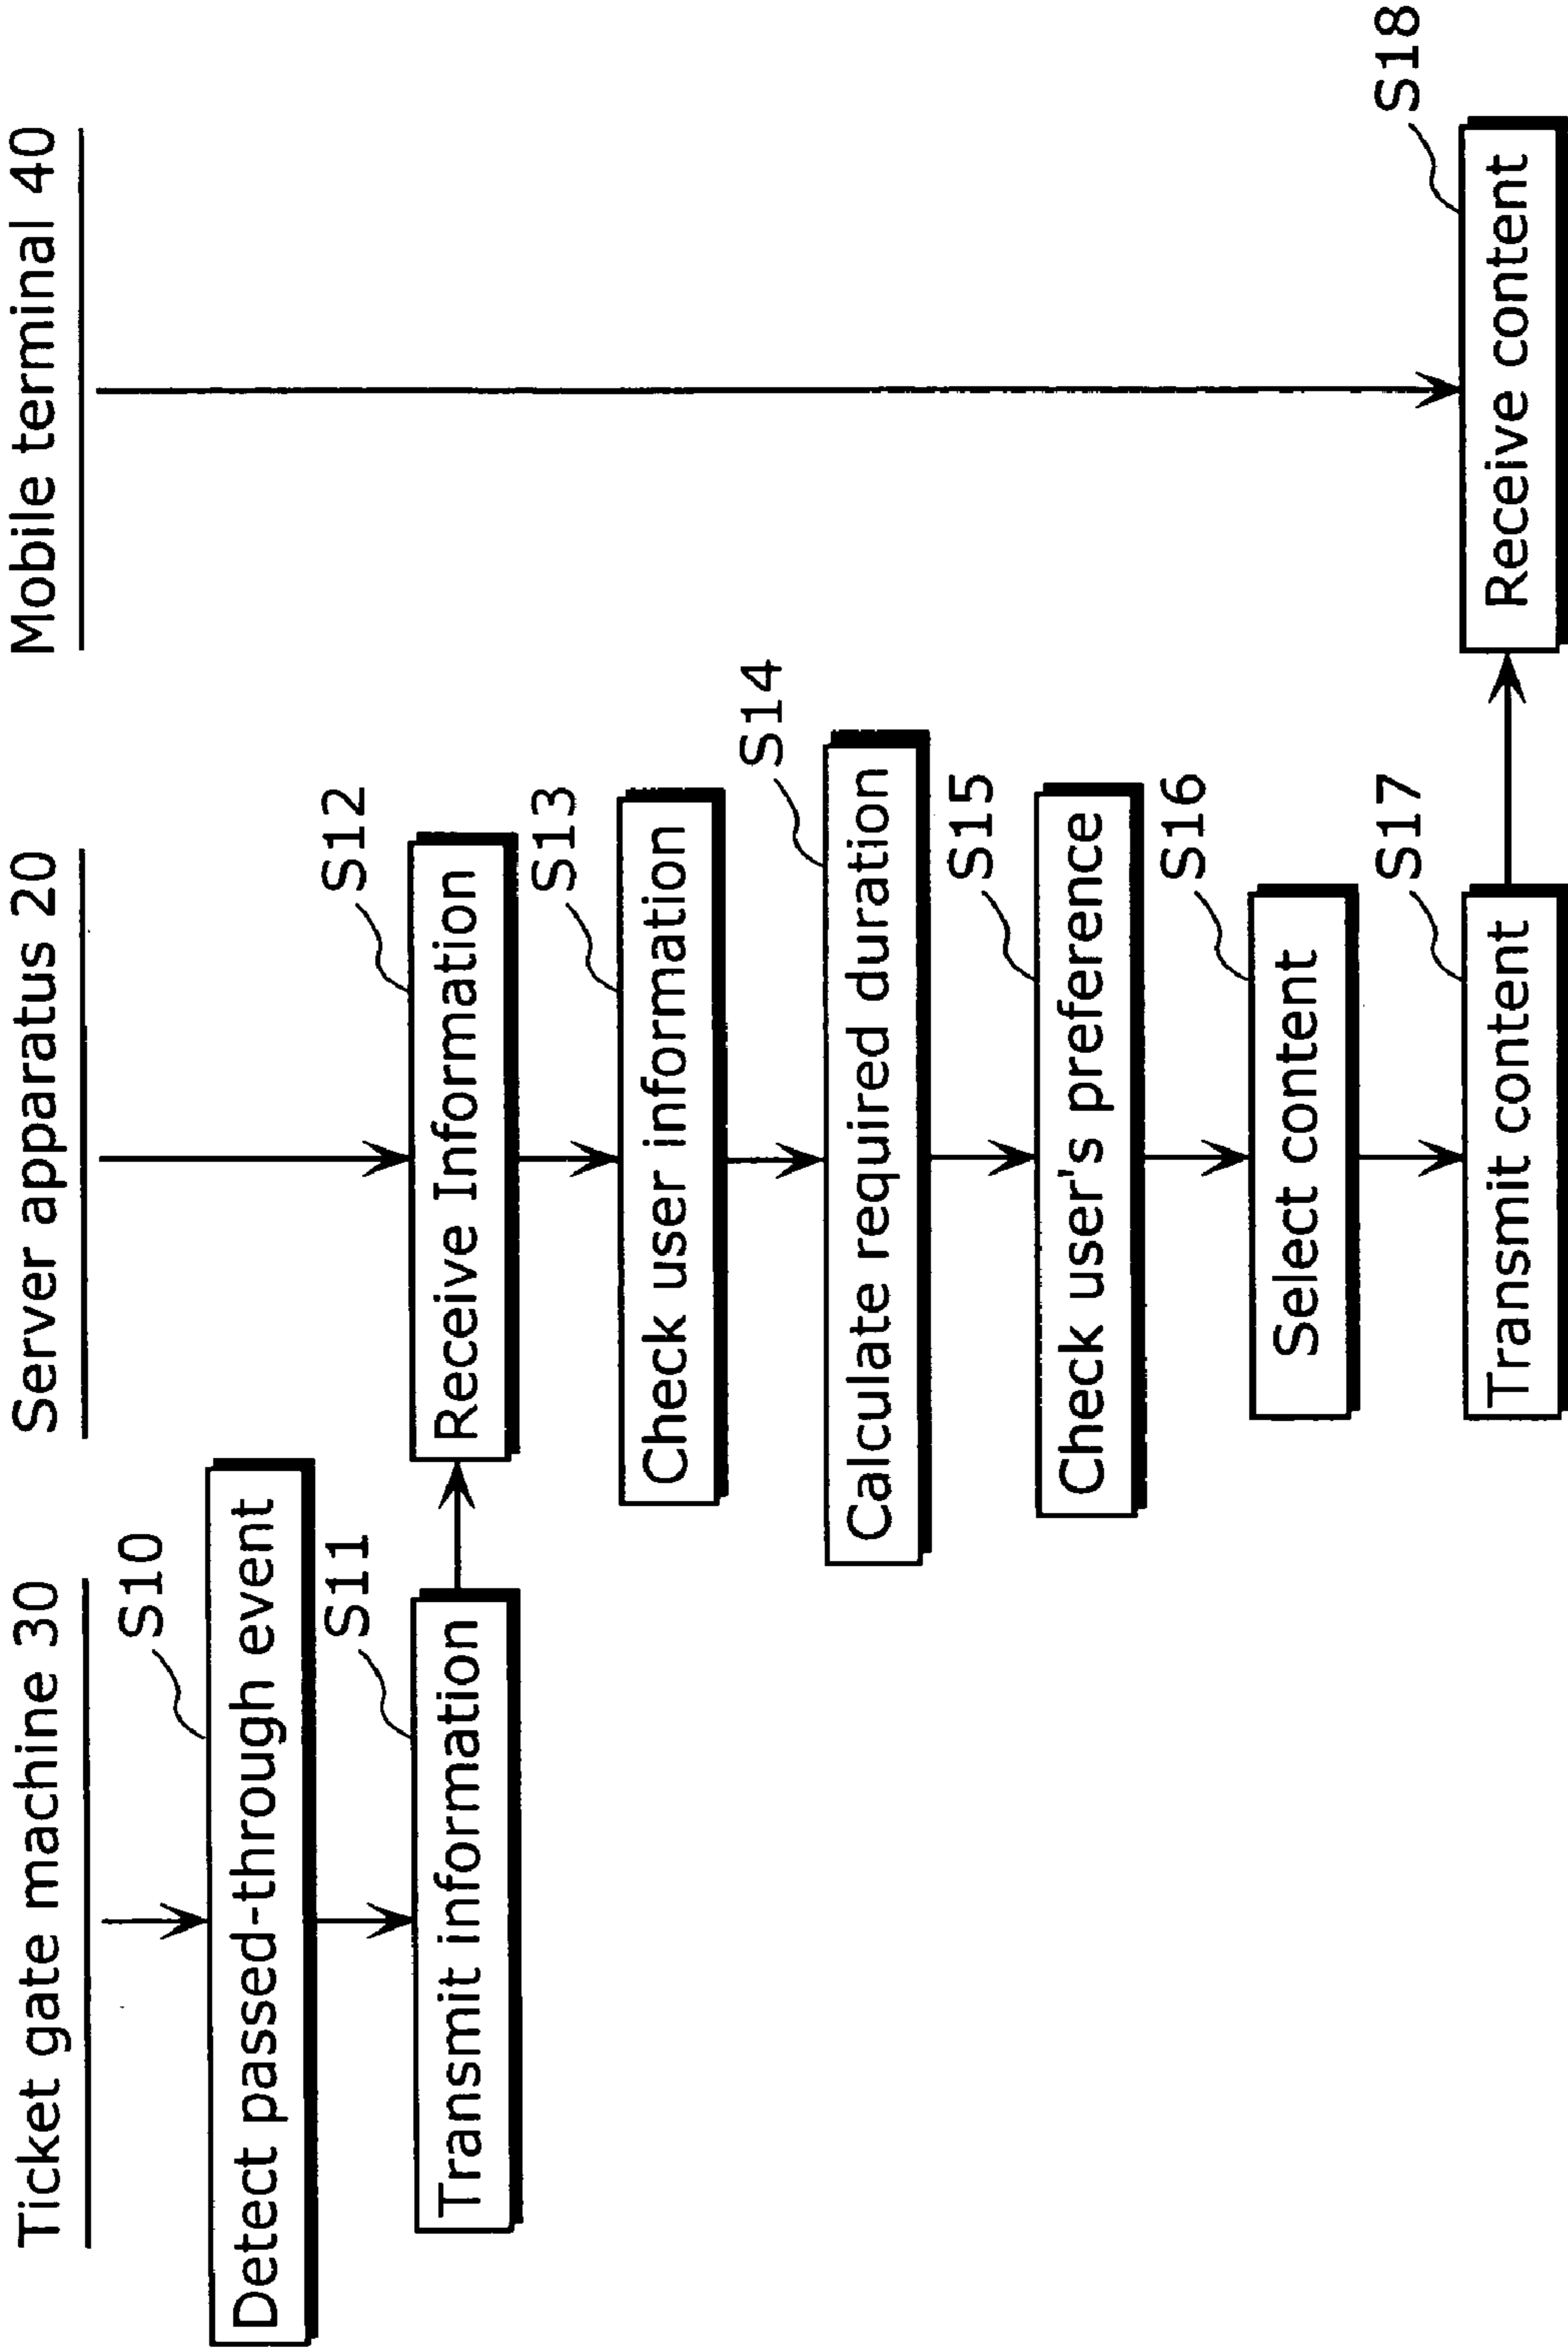 Ticket gate machine 30
Server apparatus 20
Mobile terminal 40
S10
Detect passed-through event
S11
Transmit information
S12
Receive Information
S13
Check user information
S14
Calculate required duration
S15
Check user's preference
S16
Select content
S17
Transmit content
S18
Receive content